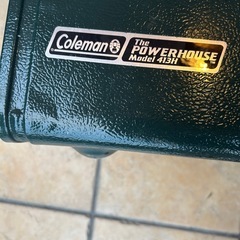 Coleman
The
POWERHOUSE
Model 413H